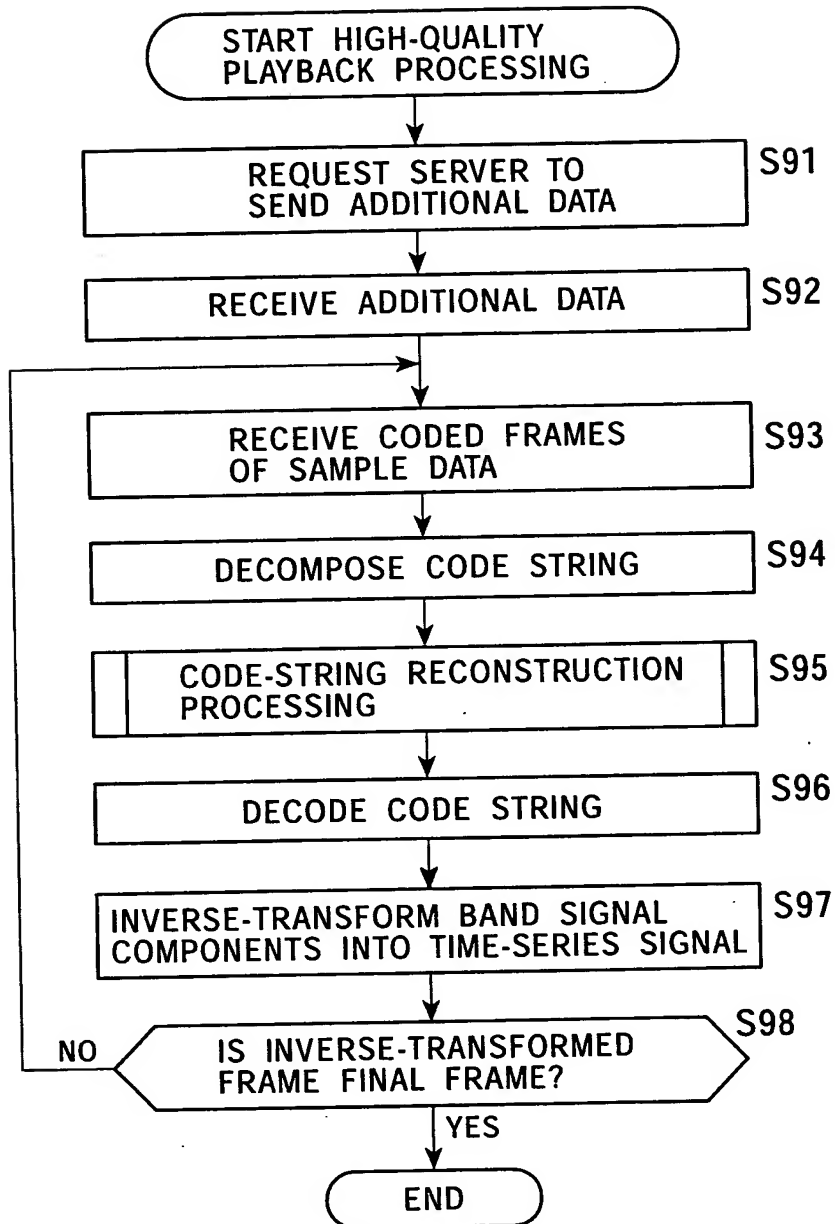 START HIGH-QUALITY
PLAYBACK PROCESSING
REQUEST SERVER TO
SEND ADDITIONAL DATA
S91
RECEIVE ADDITIONAL DATA
S92
RECEIVE CODED FRAMES
OF SAMPLE DATA
S93
DECOMPOSE CODE STRING
S94
CODE-STRING RECONSTRUCTION
PROCESSING
S95
DECODE CODE STRING
S96
INVERSE-TRANSFORM BAND SIGNAL
COMPONENTS INTO TIME-SERIES SIGNAL
S97
IS INVERSE-TRANSFORMED
FRAME FINAL FRAME?
S98
NO
YES
END